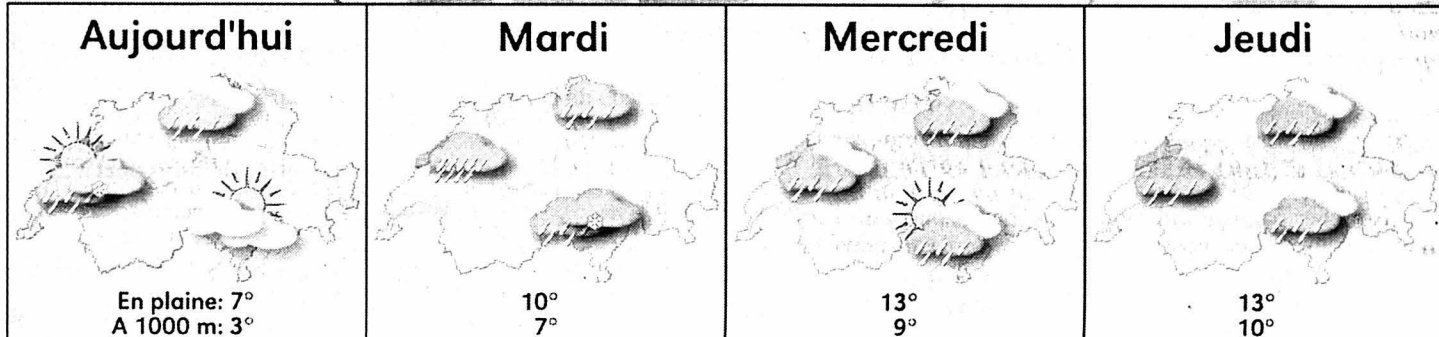 Aujourd'hui
En plaine: 7°
A 1000 m: 3°
Mardi
10°
7°
Mercredi
13°
9°
Jeudi
13°
10°